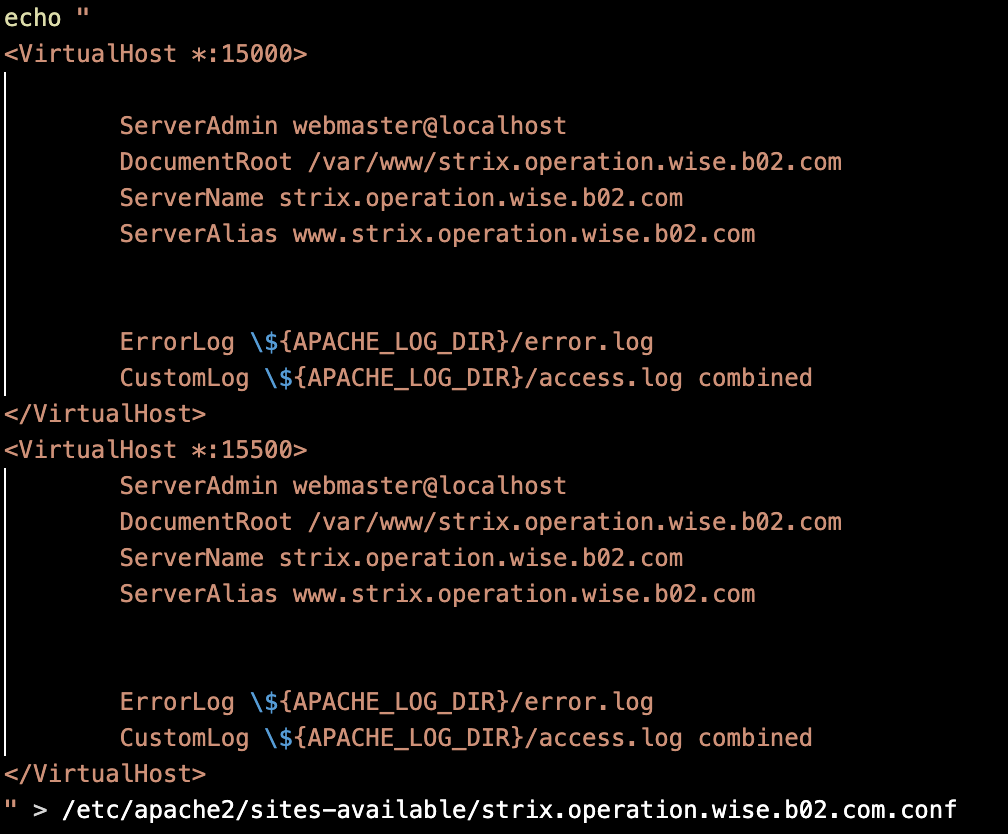 echo "
<VirtualHost *:15000>
ServerAdmin webmaster@localhost
DocumentRoot /var/www/strix.operation.wise.b02.com
ServerName strix.operation.wise.b02.com
ServerAlias www.strix.operation.wise.b02.com
ErrorLog \${APACHE_LOG_DIR}/error.log
CustomLog \${APACHE_LOG_DIR}/access.log combined
</VirtualHost>
<VirtualHost *:15500>
ServerAdmin webmaster@localhost
DocumentRoot /var/www/strix.operation.wise.b02.com
ServerName strix.operation.wise.b02.com
ServerAlias www.strix.operation.wise.b02.com
ErrorLog \${APACHE_LOG_DIR}/error.log
CustomLog \${APACHE_LOG_DIR}/access.log combined
</VirtualHost>
" > /etc/apache2/sites-available/strix.operation.wise.b02.com.conf